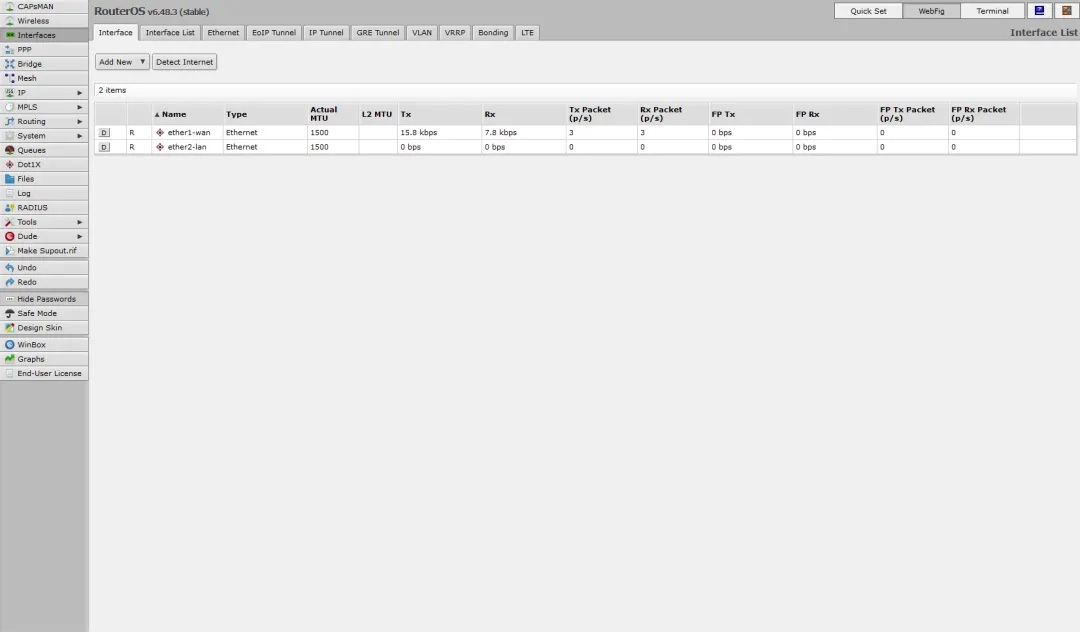 CAPsMAN
Wireless
Interfaces
PPP
Bridge
Mesh
IP
MPLS
Routing
System
Queues
Dot1X
Files
Log
RADIUS
Tools
Dude
Make Supout.rif
Undo
Redo
Hide Passwords
Safe Mode
Design Skin
WinBox
Graphs
End-User License
RouterOS v6.48.3 (stable)
Quick Set WebFig Terminal
Interface Interface List Ethernet EoIP Tunnel IP Tunnel GRE Tunnel VLAN VRRP Bonding LTE
Interface List
Add New ▼ Detect Internet
2 items
▲ Name Type Actual MTU L2 MTU Tx Rx Tx Packet (p/s) Rx Packet (p/s) FP Tx FP Rx FP Tx Packet (p/s) FP Rx Packet (p/s)
D R ether1-wan Ethernet 1500 15.8 kbps 7.8 kbps 3 3 0 bps 0 bps 0 0
D R ether2-lan Ethernet 1500 0 bps 0 bps 0 0 0 bps 0 bps 0 0